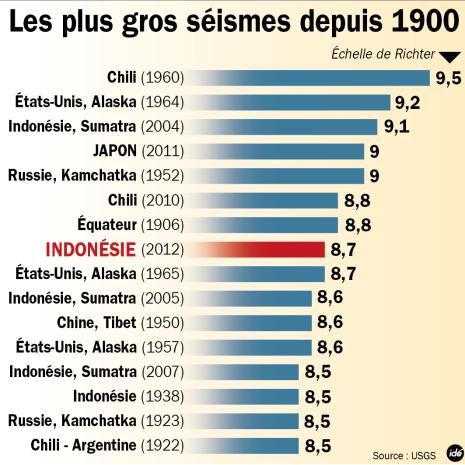 Les plus gros séismes depuis 1900
Échelle de Richter
Chili (1960) 9,5
États-Unis, Alaska (1964) 9,2
Indonésie, Sumatra (2004) 9,1
JAPON (2011) 9
Russie, Kamchatka (1952) 9
Chili (2010) 8,8
Équateur (1906) 8,8
INDONÉSIE (2012) 8,7
États-Unis, Alaska (1965) 8,7
Indonésie, Sumatra (2005) 8,6
Chine, Tibet (1950) 8,6
États-Unis, Alaska (1957) 8,6
Indonésie, Sumatra (2007) 8,5
Indonésie (1938) 8,5
Russie, Kamchatka (1923) 8,5
Chili - Argentine (1922) 8,5
Source : USGS idé